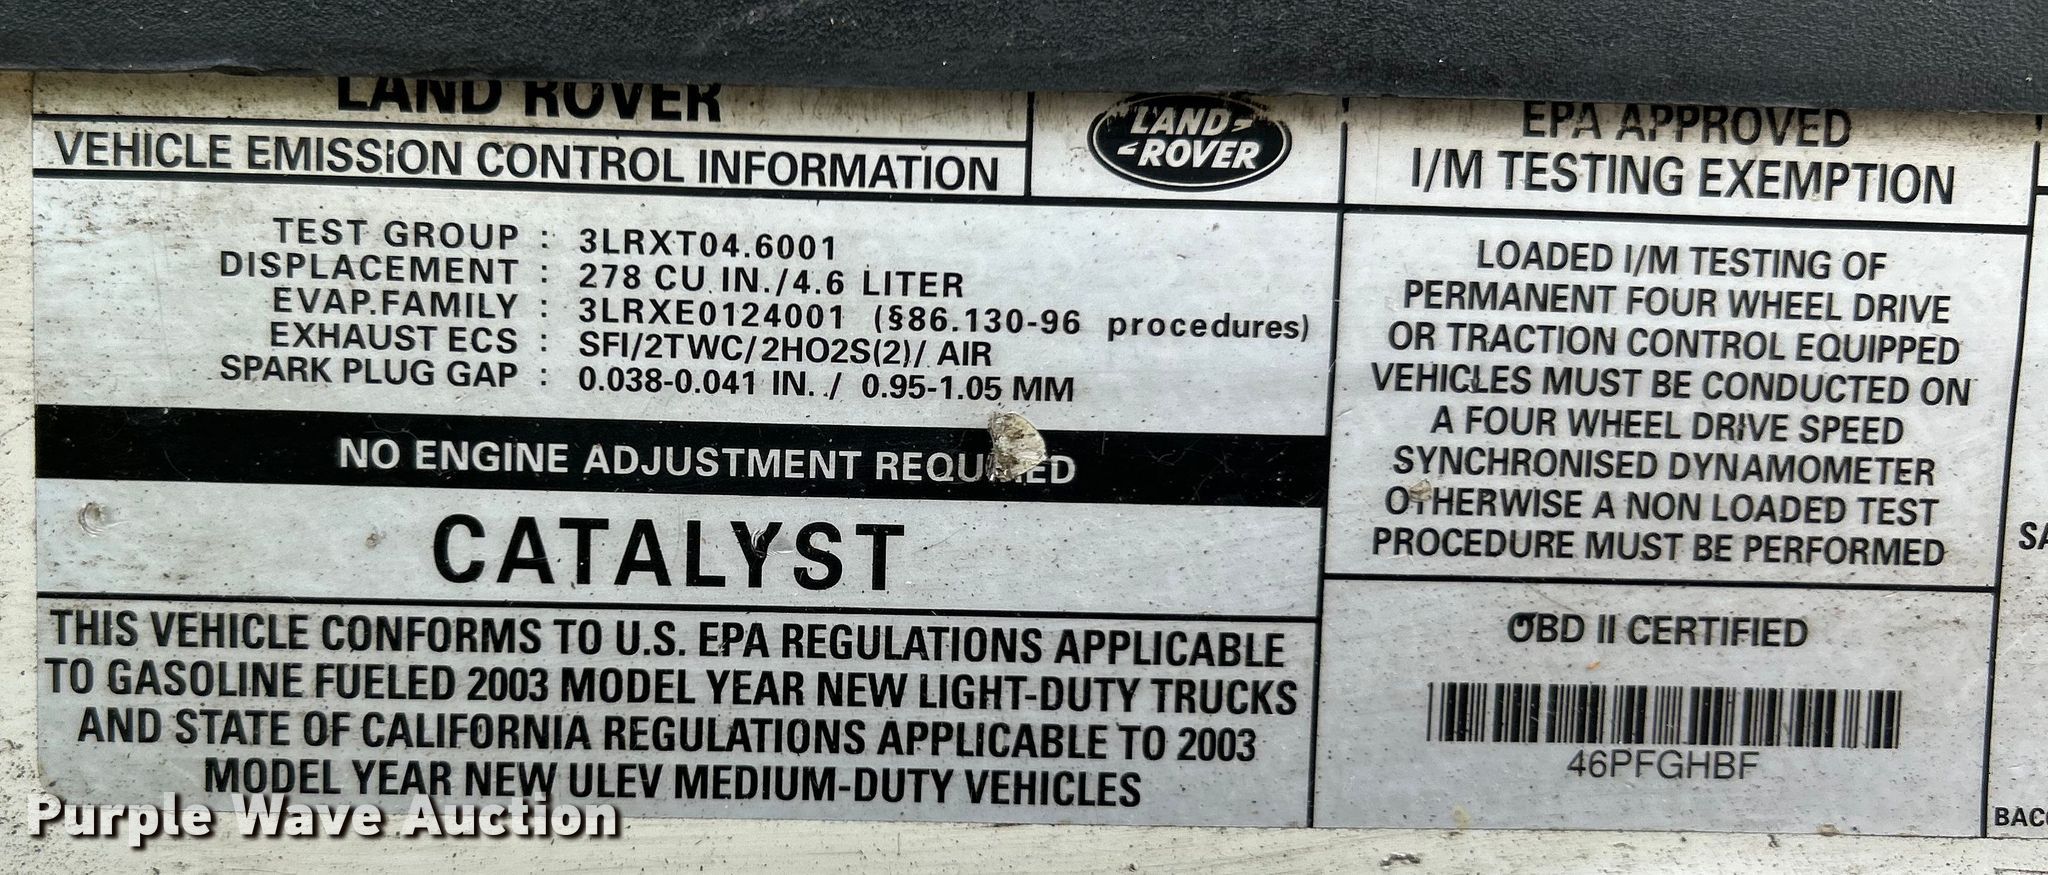 LAND ROVER
VEHICLE EMISSION CONTROL INFORMATION
LAND-
-ROVER
TEST GROUP : 3LRXT04.6001
DISPLACEMENT : 278 CU IN./4.6 LITER
EVAP.FAMILY : 3LRXE0124001 (§86.130-96 procedures)
EXHAUST ECS : SFI/2TWC/2HO2S(2)/ AIR
SPARK PLUG GAP : 0.038-0.041 IN. / 0.95-1.05 MM
NO ENGINE ADJUSTMENT REQUIRED
CATALYST
THIS VEHICLE CONFORMS TO U.S. EPA REGULATIONS APPLICABLE
TO GASOLINE FUELED 2003 MODEL YEAR NEW LIGHT-DUTY TRUCKS
AND STATE OF CALIFORNIA REGULATIONS APPLICABLE TO 2003
MODEL YEAR NEW ULEV MEDIUM-DUTY VEHICLES
EPA APPROVED
I/M TESTING EXEMPTION
LOADED I/M TESTING OF
PERMANENT FOUR WHEEL DRIVE
OR TRACTION CONTROL EQUIPPED
VEHICLES MUST BE CONDUCTED ON
A FOUR WHEEL DRIVE SPEED
SYNCHRONISED DYNAMOMETER
OTHERWISE A NON LOADED TEST
PROCEDURE MUST BE PERFORMED
OBD II CERTIFIED
46PFGHBF
Purple Wave Auction